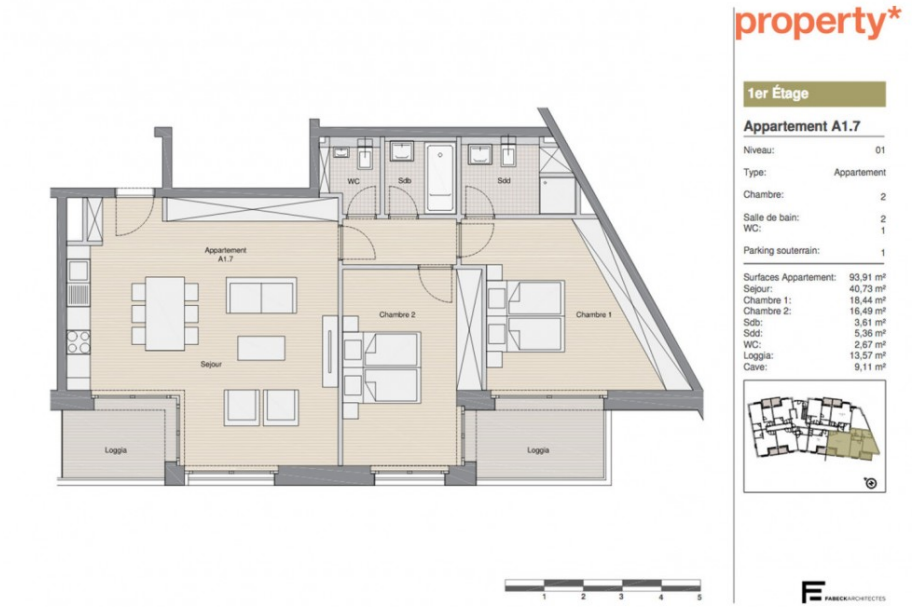 property*
1er Étage
Appartement A1.7
Niveau: 01
Type: Appartement
Chambre: 2
Salle de bain: 2
WC: 1
Parking souterrain: 1
Surfaces Appartement: 93,91 m²
Sejour: 40,73 m²
Chambre 1: 18,44 m²
Chambre 2: 16,49 m²
Sdb: 3,61 m²
Sdd: 5,36 m²
WC: 2,67 m²
Loggia: 13,57 m²
Cave: 9,11 m²
WC
Sdb
Sdd
Appartement
A1.7
Chambre 2
Chambre 1
Sejour
Loggia
Loggia
1 2 3 4 5
FABECKARCHITECTES